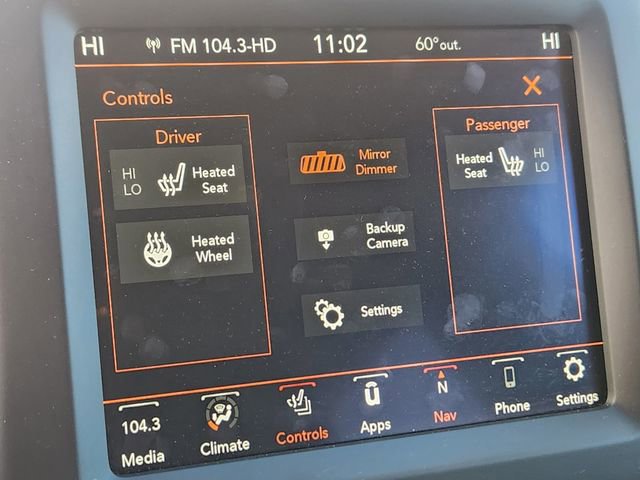 HI FM 104.3-HD 11:02 60° out. HI
Controls
Driver
HI
LO
Heated
Seat
Heated
Wheel
Mirror
Dimmer
Backup
Camera
Settings
Passenger
Heated
Seat
HI
LO
104.3
Media
Climate
Controls
Apps
N
Nav
Phone
Settings